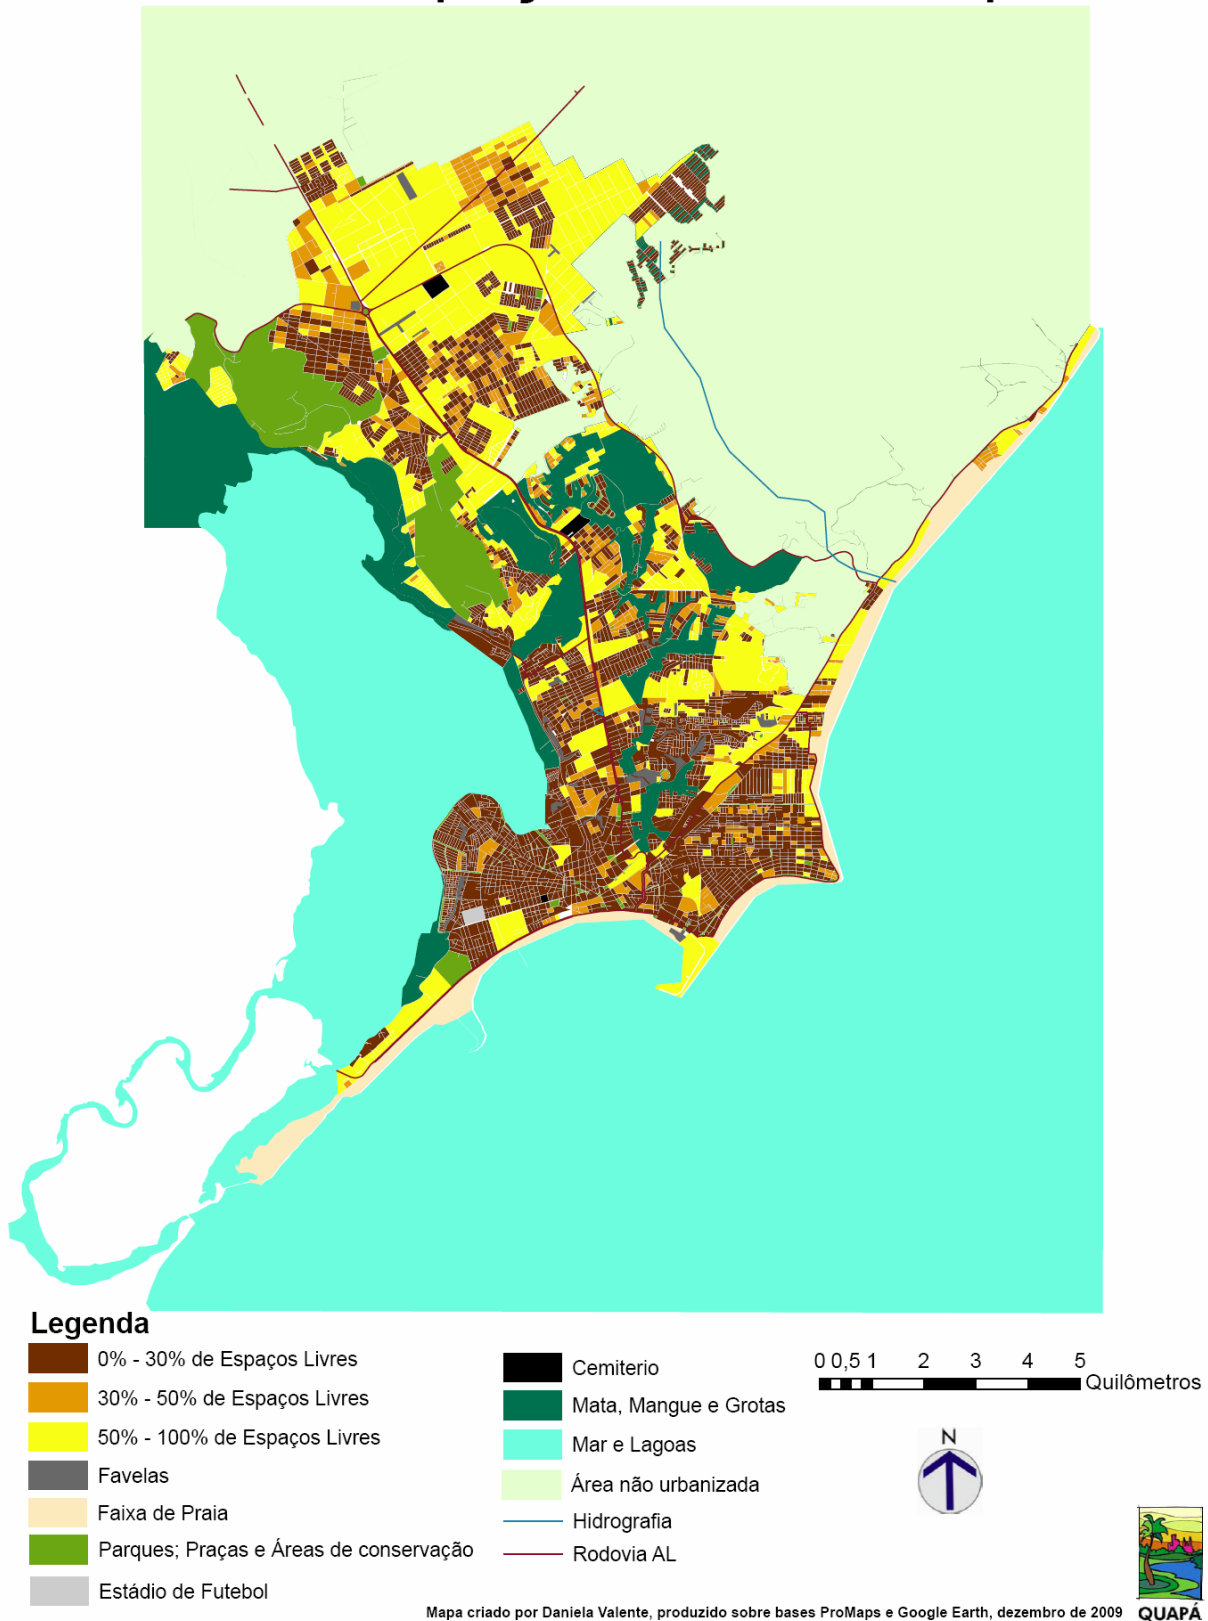 Legenda
0% - 30% de Espaços Livres
30% - 50% de Espaços Livres
50% - 100% de Espaços Livres
Favelas
Faixa de Praia
Parques; Praças e Áreas de conservação
Estádio de Futebol
Cemiterio
Mata, Mangue e Grotas
Mar e Lagoas
Área não urbanizada
Hidrografia
Rodovia AL
0 0,5 1 2 3 4 5
Quilômetros
N
QUAPÁ
Mapa criado por Daniela Valente, produzido sobre bases ProMaps e Google Earth, dezembro de 2009